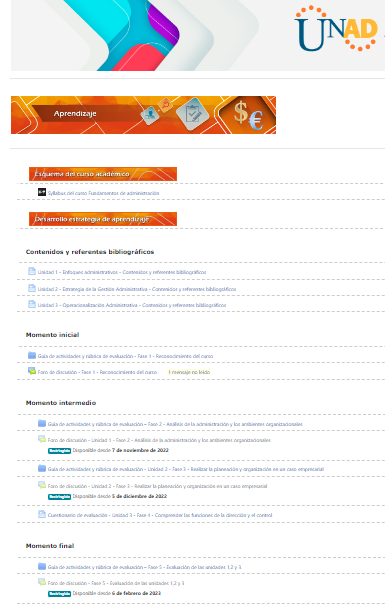 UNAD
Aprendizaje
$
€
Esquema del curso académico
Syllabus del curso Fundamentos de administración
Desarrollo estrategia de aprendizaje
Contenidos y referentes bibliográficos
Unidad 1 - Enfoques administrativos - Contenidos y referentes bibliográficos
Unidad 2 - Estrategia de la Gestión Administrativa - Contenidos y referentes bibliográficos
Unidad 3 - Operacionalización Administrativa - Contenidos y referentes bibliográficos
Momento inicial
Guía de actividades y rúbrica de evaluación - Fase 1 - Reconocimiento del curso
Foro de discusión - Fase 1 - Reconocimiento del curso 1 mensaje no leído
Momento intermedio
Guía de actividades y rúbrica de evaluación - Fase 2 - Análisis de la administración y los ambientes organizacionales
Foro de discusión - Unidad 1 - Fase 2 - Análisis de la administración y los ambientes organizacionales
Restringido Disponible desde 7 de noviembre de 2022
Guía de actividades y rúbrica de evaluación - Unidad 2 - Fase 3 - Realizar la planeación y organización en un caso empresarial
Foro de discusión - Unidad 2 - Fase 3 - Realizar la planeación y organización en un caso empresarial
Restringido Disponible desde 5 de diciembre de 2022
Cuestionario de evaluación - Unidad 3 - Fase 4 - Comprender las funciones de la dirección y el control
Momento final
Guía de actividades y rúbrica de evaluación - Fase 5 - Evaluación de las unidades 1,2 y 3.
Foro de discusión - Fase 5 - Evaluación de las unidades 1,2 y 3
Restringido Disponible desde 6 de febrero de 2023